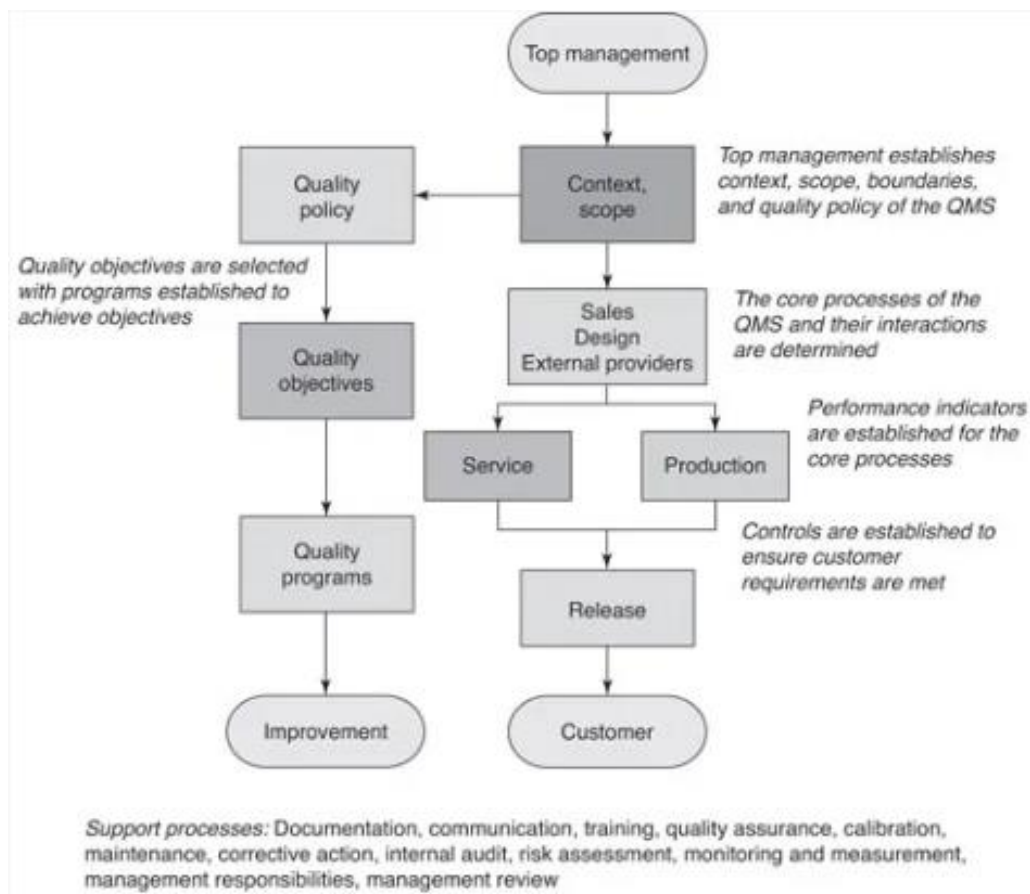 Top management
Quality
policy
Context,
scope
Top management establishes
context, scope, boundaries,
and quality policy of the QMS
Quality objectives are selected
with programs established to
achieve objectives
Sales
Design
External providers
The core processes of the
QMS and their interactions
are determined
Quality
objectives
Performance indicators
are established for the
core processes
Service
Production
Controls are established to
ensure customer
requirements are met
Quality
programs
Release
Improvement
Customer
Support processes: Documentation, communication, training, quality assurance, calibration,
maintenance, corrective action, internal audit, risk assessment, monitoring and measurement,
management responsibilities, management review